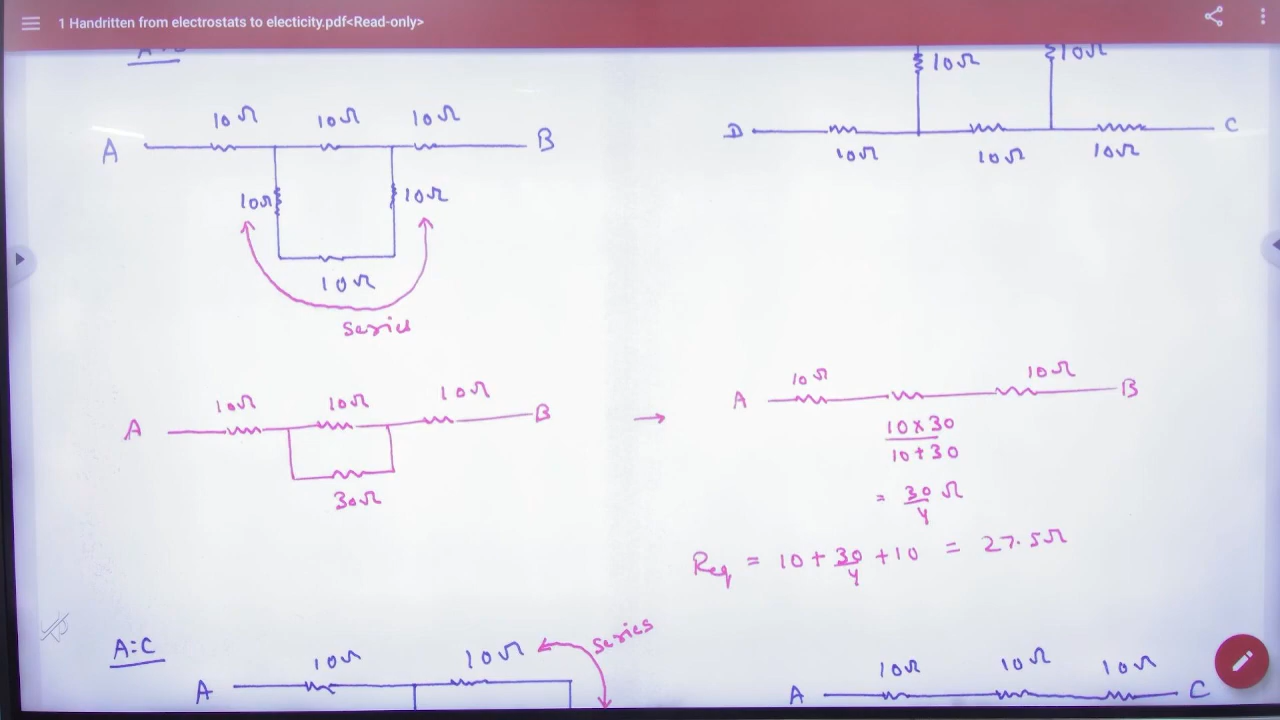 1 Handritten from electrostats to electicity.pdf<Read-only>
10Ω 10Ω 10Ω
A B
10Ω 10Ω
10Ω
Series
10Ω 10Ω
D C
10Ω 10Ω 10Ω
10Ω 10Ω 10Ω
A B
30Ω
→
10Ω 10Ω
A B
10×30
10+30
= 30/4 Ω
Req = 10 + 30/4 + 10 = 27.5Ω
A:C
10Ω 10Ω Series
A
10Ω 10Ω 10Ω
A C